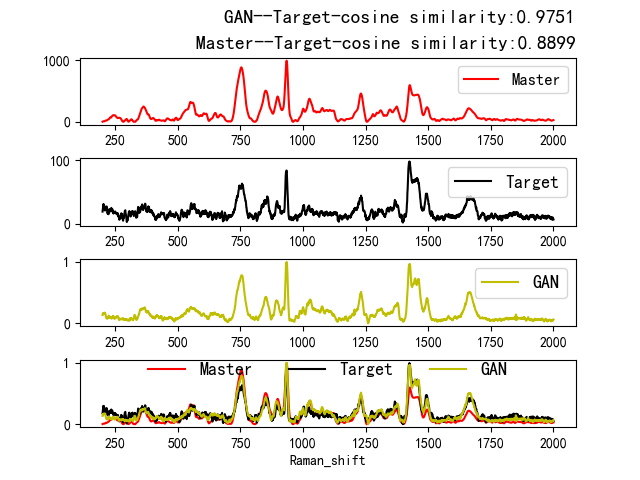 GAN--Target-cosine similarity:0.9751
Master--Target-cosine similarity:0.8899
1000
0
Master
250 500 750 1000 1250 1500 1750 2000
100
0
Target
250 500 750 1000 1250 1500 1750 2000
1
0
GAN
250 500 750 1000 1250 1500 1750 2000
1
0
Master Target GAN
250 500 750 1000 1250 1500 1750 2000
Raman_shift